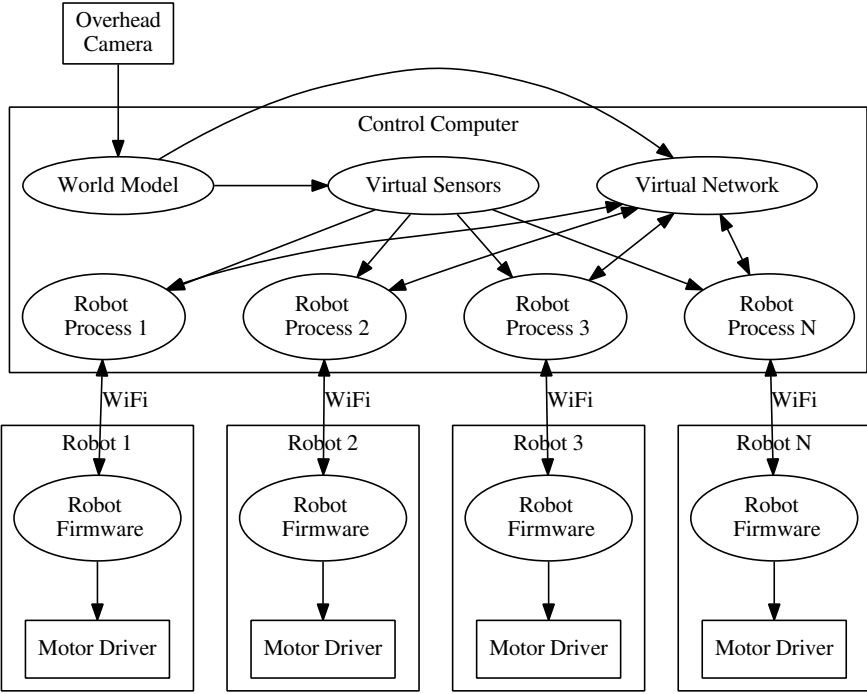 Overhead
Camera
Control Computer
World Model
Virtual Sensors
Virtual Network
Robot
Process 1
Robot
Process 2
Robot
Process 3
Robot
Process N
WiFi
WiFi
WiFi
WiFi
Robot 1
Robot 2
Robot 3
Robot N
Robot
Firmware
Robot
Firmware
Robot
Firmware
Robot
Firmware
Motor Driver
Motor Driver
Motor Driver
Motor Driver